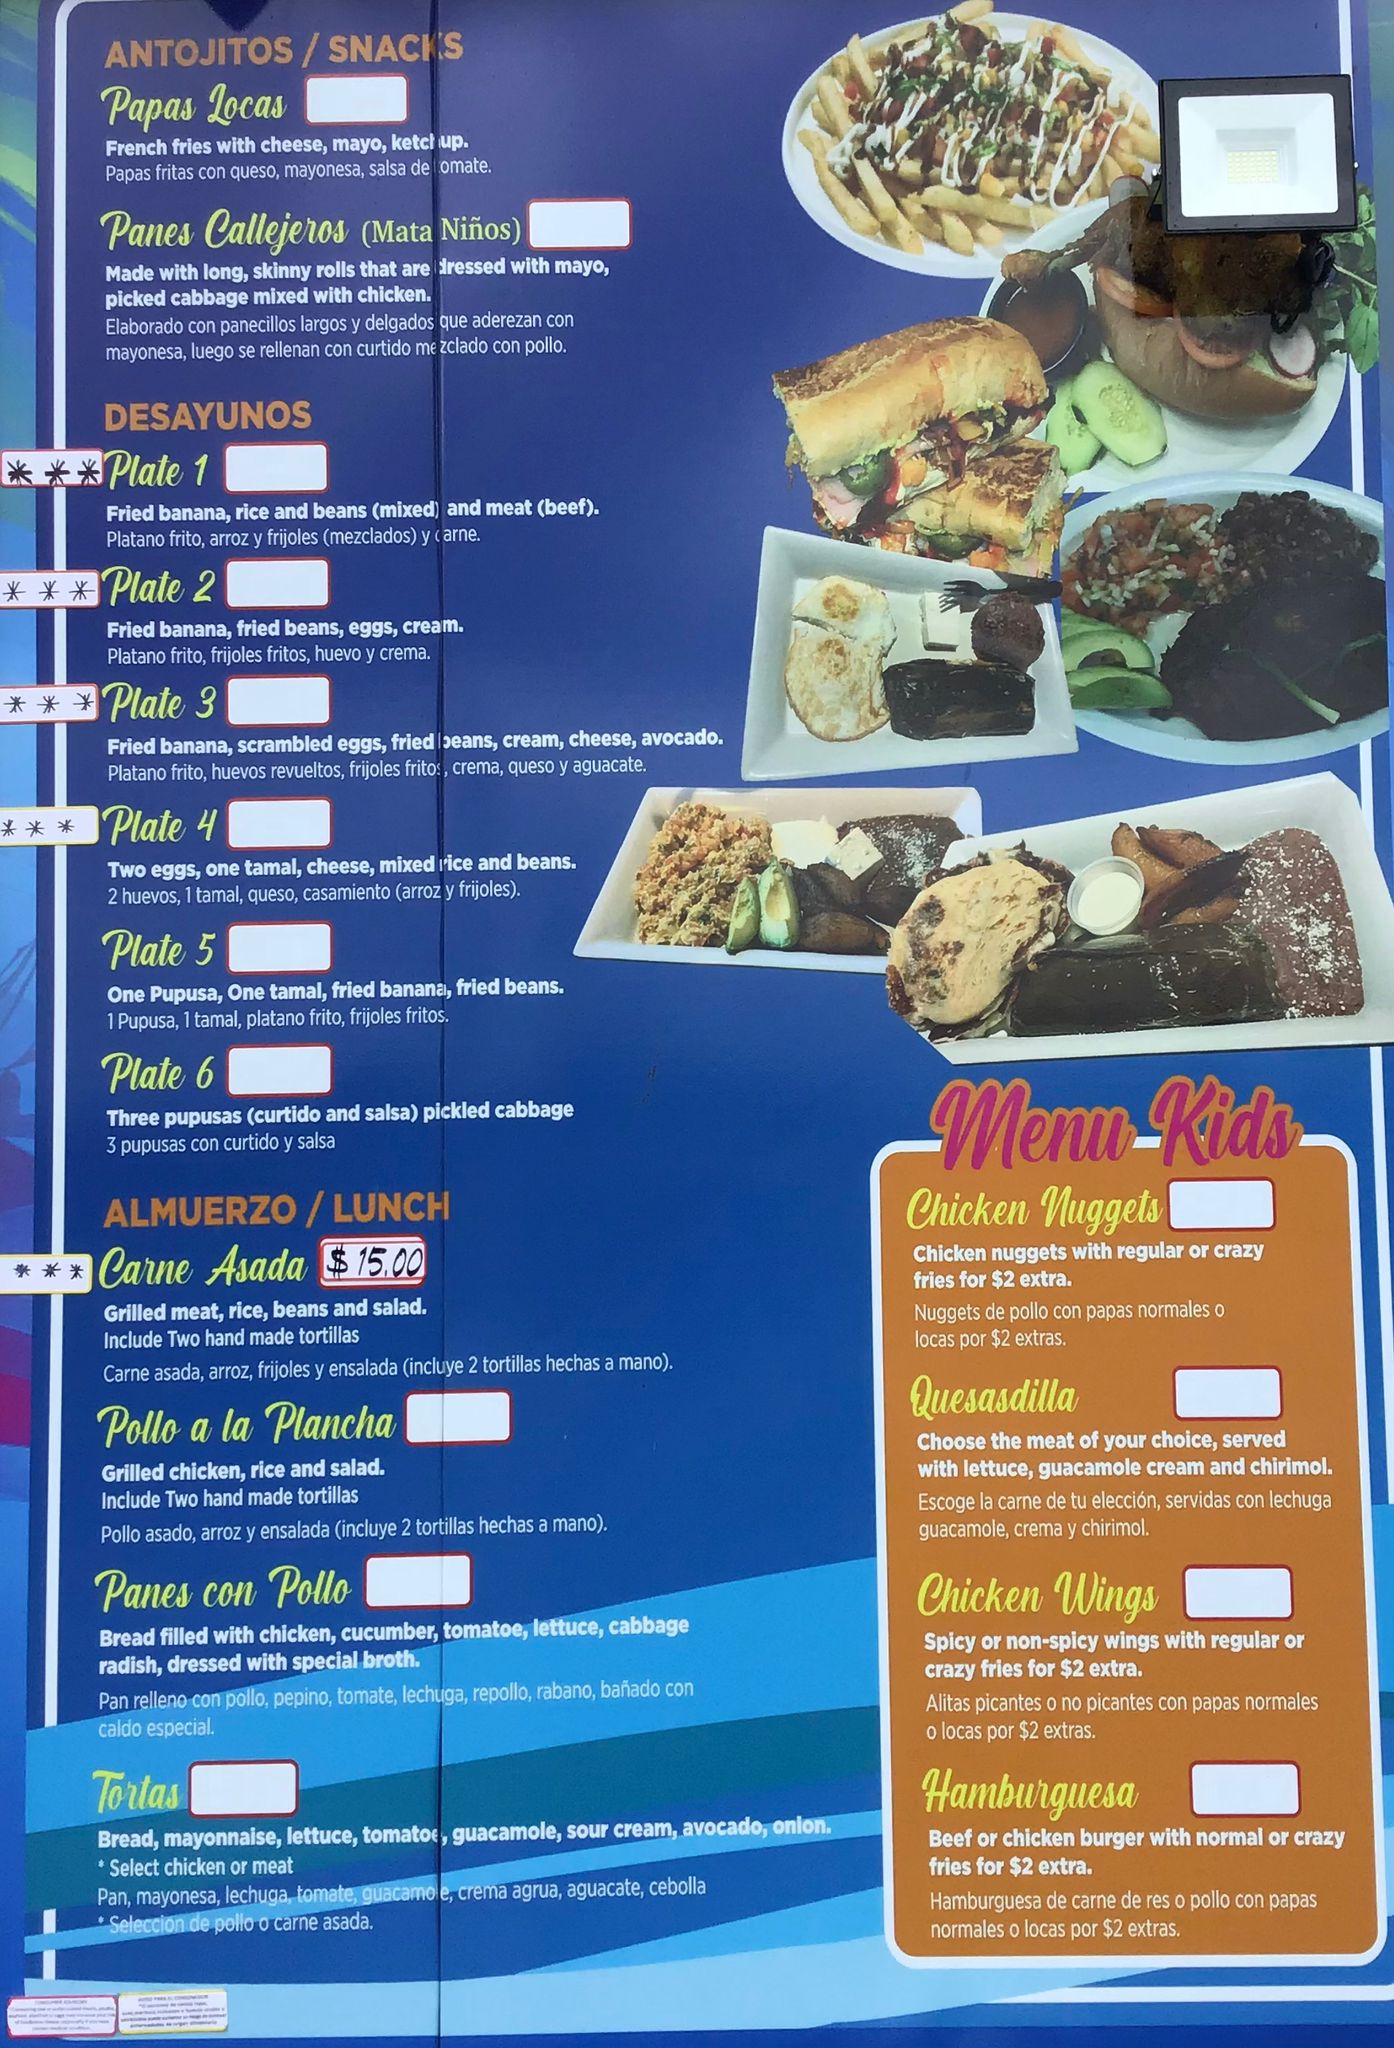 ANTOJITOS / SNACKS
Papas Locas
French fries with cheese, mayo, ketchup.
Papas fritas con queso, mayonesa, salsa de tomate.
Panes Callejeros (Mata Niños)
Made with long, skinny rolls that are dressed with mayo,
picked cabbage mixed with chicken.
Elaborado con panecillos largos y delgados que aderezan con
mayonesa, luego se rellenan con curtido mezclado con pollo.
DESAYUNOS
* * * Plate 1
Fried banana, rice and beans (mixed) and meat (beef).
Platano frito, arroz y frijoles (mezclados) y carne.
* * * Plate 2
Fried banana, fried beans, eggs, cream.
Platano frito, frijoles fritos, huevo y crema.
* * * Plate 3
Fried banana, scrambled eggs, fried beans, cream, cheese, avocado.
Platano frito, huevos revueltos, frijoles fritos, crema, queso y aguacate.
* * * Plate 4
Two eggs, one tamal, cheese, mixed rice and beans.
2 huevos, 1 tamal, queso, casamiento (arroz y frijoles).
Plate 5
One Pupusa, One tamal, fried banana, fried beans.
1 Pupusa, 1 tamal, platano frito, frijoles fritos.
Plate 6
Three pupusas (curtido and salsa) pickled cabbage
3 pupusas con curtido y salsa
ALMUERZO / LUNCH
* * * Carne Asada $ 15.00
Grilled meat, rice, beans and salad.
Include Two hand made tortillas
Carne asada, arroz, frijoles y ensalada (incluye 2 tortillas hechas a mano).
Pollo a la Plancha
Grilled chicken, rice and salad.
Include Two hand made tortillas
Pollo asado, arroz y ensalada (incluye 2 tortillas hechas a mano).
Panes con Pollo
Bread filled with chicken, cucumber, tomatoe, lettuce, cabbage
radish, dressed with special broth.
Pan relleno con pollo, pepino, tomate, lechuga, repollo, rabano, bañado con
caldo especial.
Tortas
Bread, mayonnaise, lettuce, tomatoe, guacamole, sour cream, avocado, onion.
* Select chicken or meat
Pan, mayonesa, lechuga, tomate, guacamole, crema agrua, aguacate, cebolla
* Selección de pollo o carne asada.
Menu Kids
Chicken Nuggets
Chicken nuggets with regular or crazy
fries for $2 extra.
Nuggets de pollo con papas normales o
locas por $2 extras.
Quesasdilla
Choose the meat of your choice, served
with lettuce, guacamole cream and chirimol.
Escoge la carne de tu elección, servidas con lechuga
guacamole, crema y chirimol.
Chicken Wings
Spicy or non-spicy wings with regular or
crazy fries for $2 extra.
Alitas picantes o no picantes con papas normales
o locas por $2 extras.
Hamburguesa
Beef or chicken burger with normal or crazy
fries for $2 extra.
Hamburguesa de carne de res o pollo con papas
normales o locas por $2 extras.